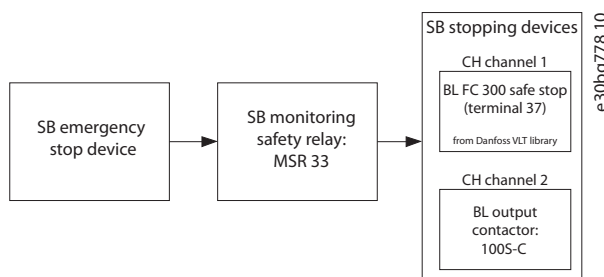 SB emergency
stop device
SB monitoring
safety relay:
MSR 33
SB stopping devices
CH channel 1
BL FC 300 safe stop
(terminal 37)
from Danfoss VLT library
CH channel 2
BL output
contactor:
100S-C
e30bg778.10